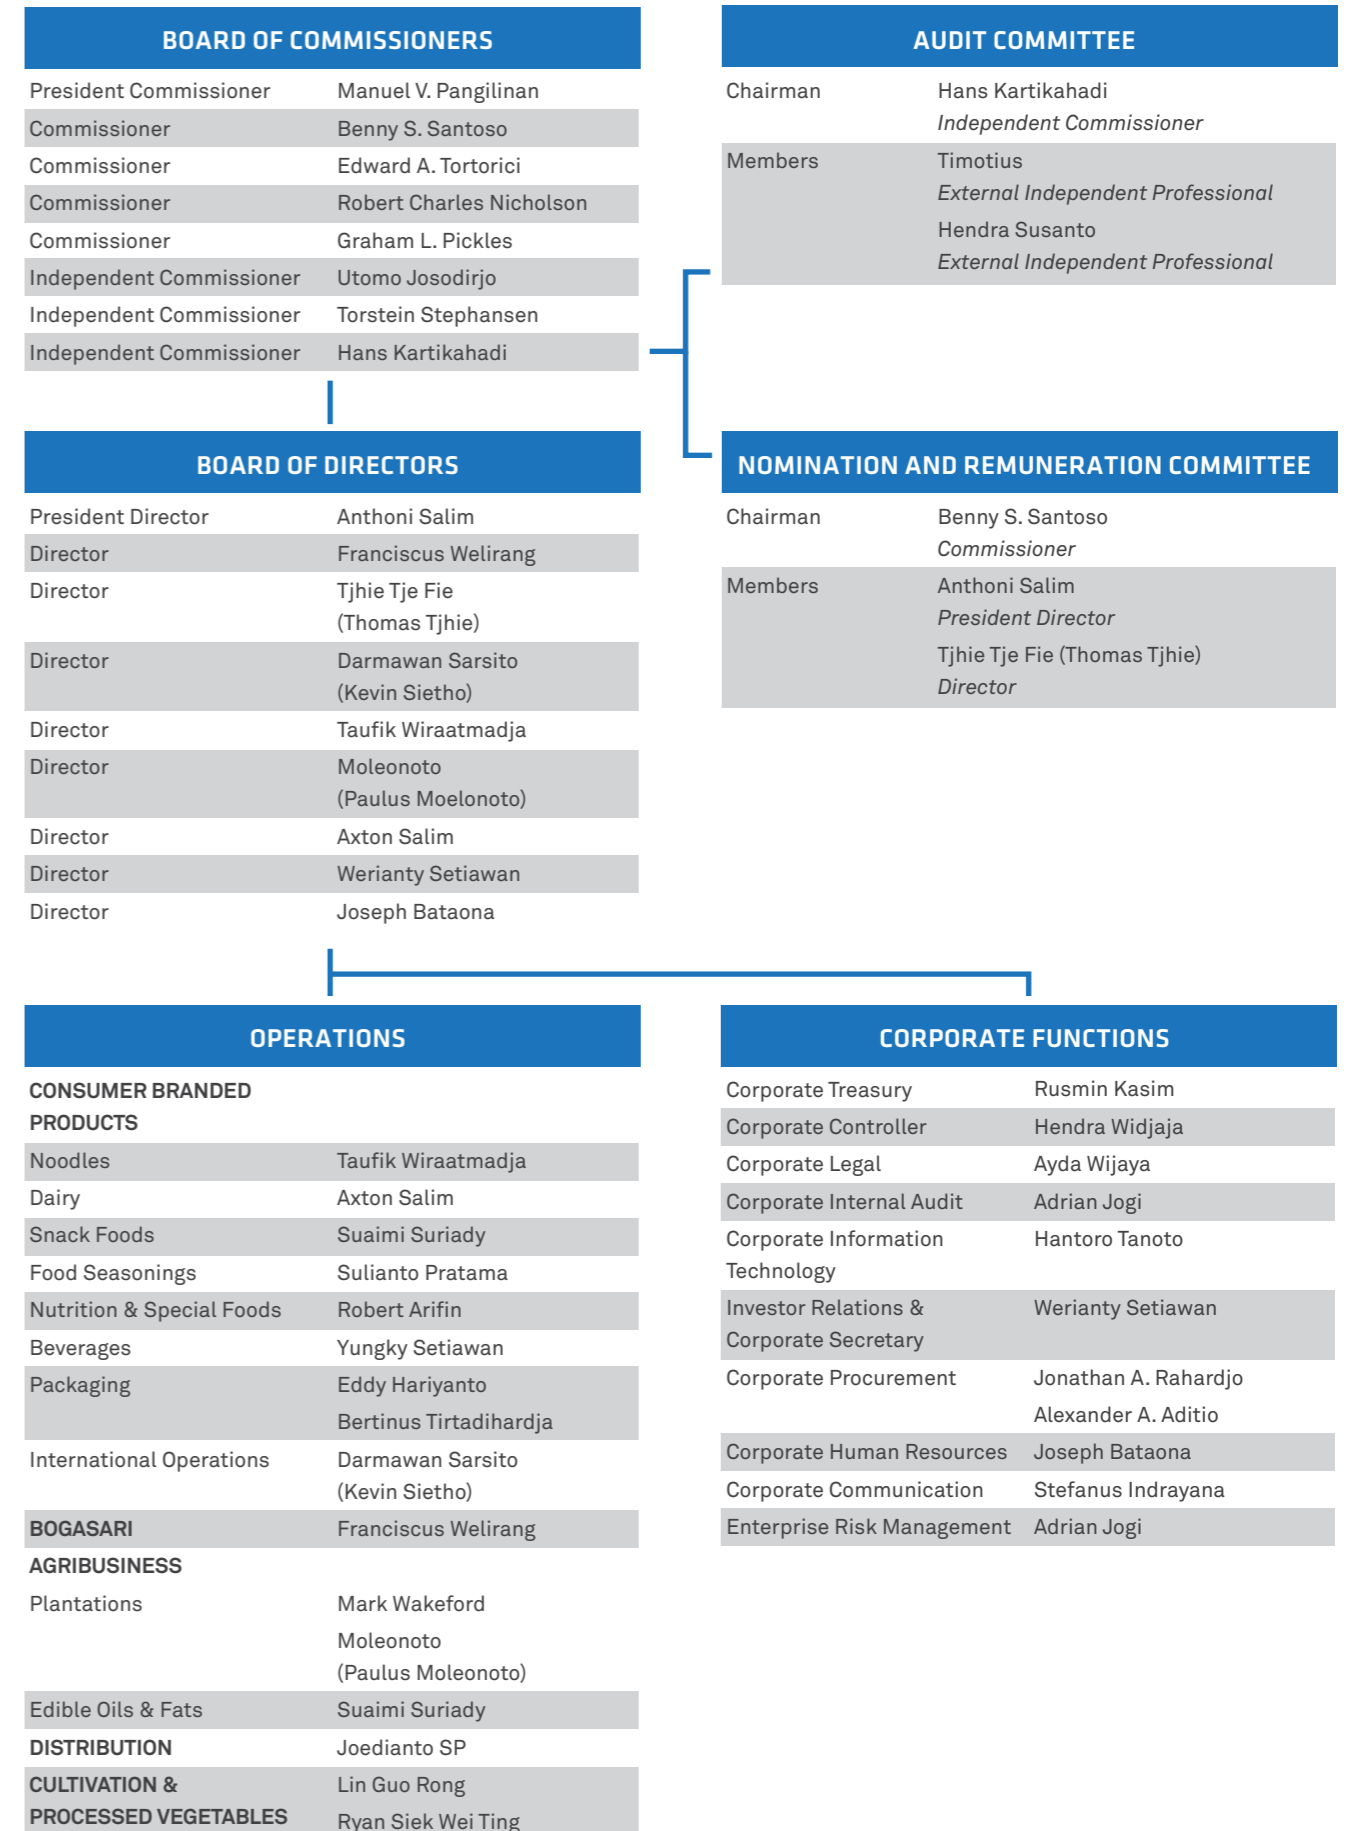 BOARD OF COMMISSIONERS
President Commissioner Manuel V. Pangilinan
Commissioner Benny S. Santoso
Commissioner Edward A. Tortorici
Commissioner Robert Charles Nicholson
Commissioner Graham L. Pickles
Independent Commissioner Utomo Josodirjo
Independent Commissioner Torstein Stephansen
Independent Commissioner Hans Kartikahadi
AUDIT COMMITTEE
Chairman Hans Kartikahadi
Independent Commissioner
Members Timotius
External Independent Professional
Hendra Susanto
External Independent Professional
BOARD OF DIRECTORS
President Director Anthoni Salim
Director Franciscus Welirang
Director Tjhie Tje Fie
(Thomas Tjhie)
Director Darmawan Sarsito
(Kevin Sietho)
Director Taufik Wiraatmadja
Director Moleonoto
(Paulus Moelonoto)
Director Axton Salim
Director Werianty Setiawan
Director Joseph Bataona
NOMINATION AND REMUNERATION COMMITTEE
Chairman Benny S. Santoso
Commissioner
Members Anthoni Salim
President Director
Tjhie Tje Fie (Thomas Tjhie)
Director
OPERATIONS
CONSUMER BRANDED
PRODUCTS
Noodles Taufik Wiraatmadja
Dairy Axton Salim
Snack Foods Suaimi Suriady
Food Seasonings Sulianto Pratama
Nutrition & Special Foods Robert Arifin
Beverages Yungky Setiawan
Packaging Eddy Hariyanto
Bertinus Tirtadihardja
International Operations Darmawan Sarsito
(Kevin Sietho)
BOGASARI Franciscus Welirang
AGRIBUSINESS
Plantations Mark Wakeford
Moleonoto
(Paulus Moleonoto)
Edible Oils & Fats Suaimi Suriady
DISTRIBUTION Joedianto SP
CULTIVATION & Lin Guo Rong
PROCESSED VEGETABLES Ryan Siek Wei Ting
CORPORATE FUNCTIONS
Corporate Treasury Rusmin Kasim
Corporate Controller Hendra Widjaja
Corporate Legal Ayda Wijaya
Corporate Internal Audit Adrian Jogi
Corporate Information Hantoro Tanoto
Technology
Investor Relations & Werianty Setiawan
Corporate Secretary
Corporate Procurement Jonathan A. Rahardjo
Alexander A. Aditio
Corporate Human Resources Joseph Bataona
Corporate Communication Stefanus Indrayana
Enterprise Risk Management Adrian Jogi